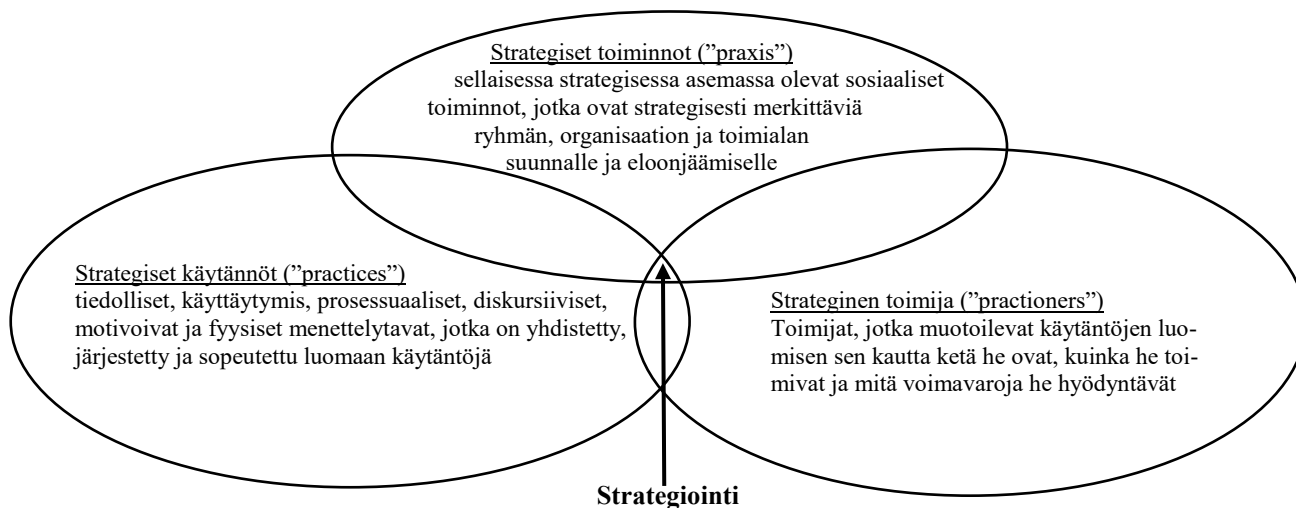 Strategiset toiminnot (”praxis”)
sellaisessa strategisessa asemassa olevat sosiaaliset
toiminnot, jotka ovat strategisesti merkittäviä
ryhmän, organisaation ja toimialan
suunnalle ja eloonjäämiselle
Strategiset käytännöt (”practices”)
tiedolliset, käyttäytymis, prosessuaaliset, diskursiiviset,
motivoivat ja fyysiset menettelytavat, jotka on yhdistetty,
järjestetty ja sopeutettu luomaan käytäntöjä
Strateginen toimija (”practioners”)
Toimijat, jotka muotoilevat käytäntöjen luo-
misen sen kautta ketä he ovat, kuinka he toi-
mivat ja mitä voimavaroja he hyödyntävät
Strategiointi